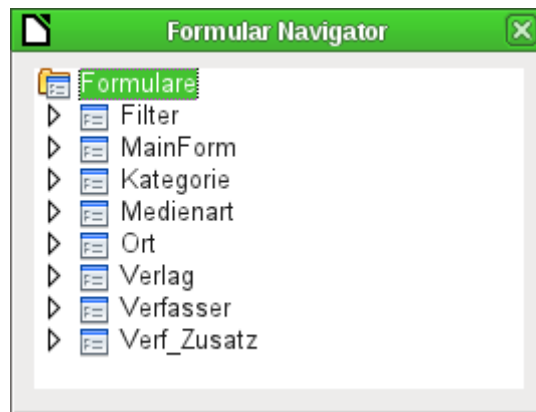 Formular Navigator
Formulare
Filter
MainForm
Kategorie
Medienart
Ort
Verlag
Verfasser
Verf_Zusatz